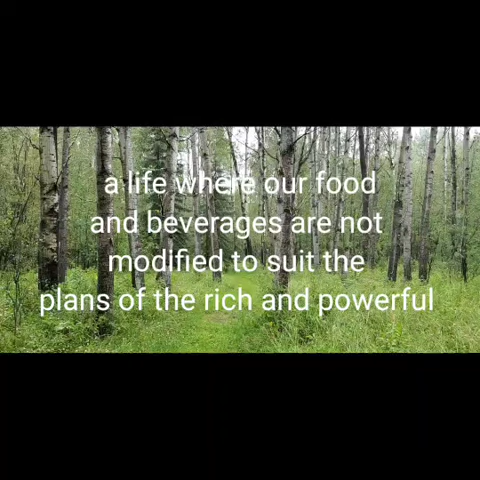 a life where our food
and beverages are not
modified to suit the
plans of the rich and powerful